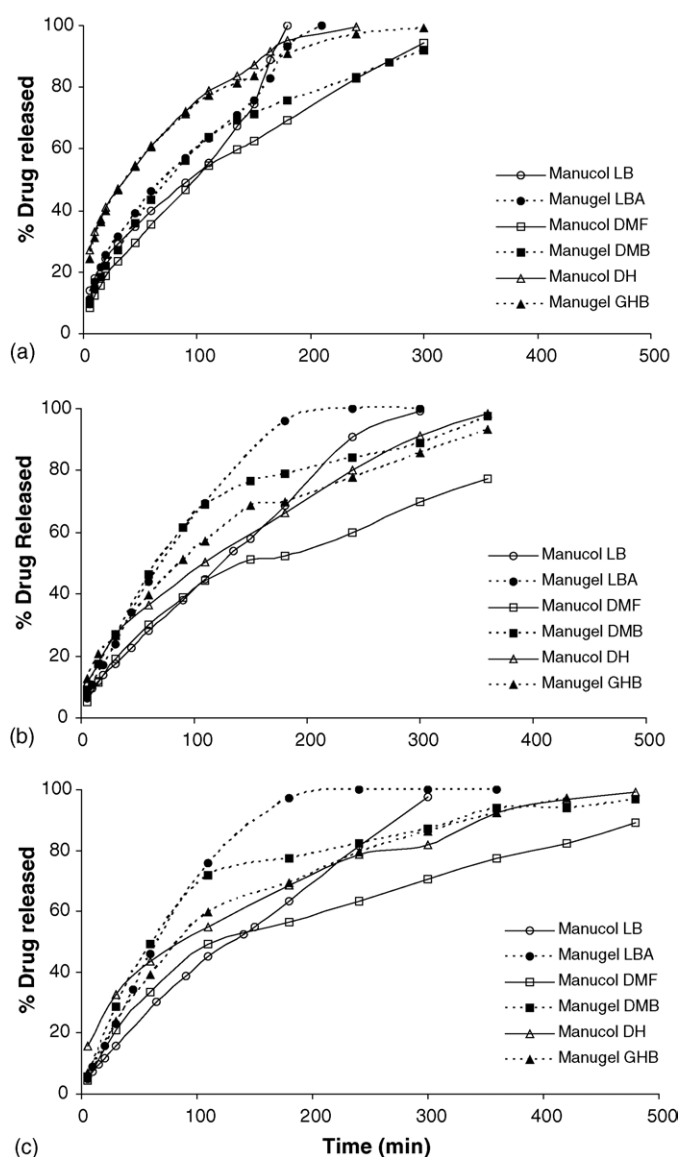 100
80
60
40
20
0
% Drug released
Manucol LB
Manugel LBA
Manucol DMF
Manugel DMB
Manucol DH
Manugel GHB
0 100 200 300 400 500
(a)
100
80
60
40
20
0
% Drug Released
Manucol LB
Manugel LBA
Manucol DMF
Manugel DMB
Manucol DH
Manugel GHB
0 100 200 300 400 500
(b)
100
80
60
40
20
0
% Drug released
Manucol LB
Manugel LBA
Manucol DMF
Manugel DMB
Manucol DH
Manugel GHB
0 100 200 300 400 500
(c)
Time (min)